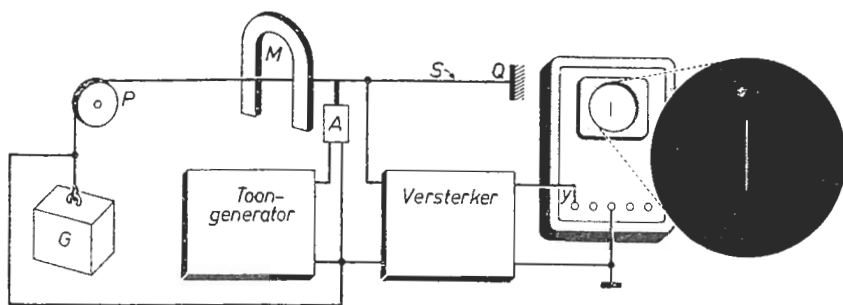 M
S
Q
P
A
Toon-
generator
Versterker
y
G